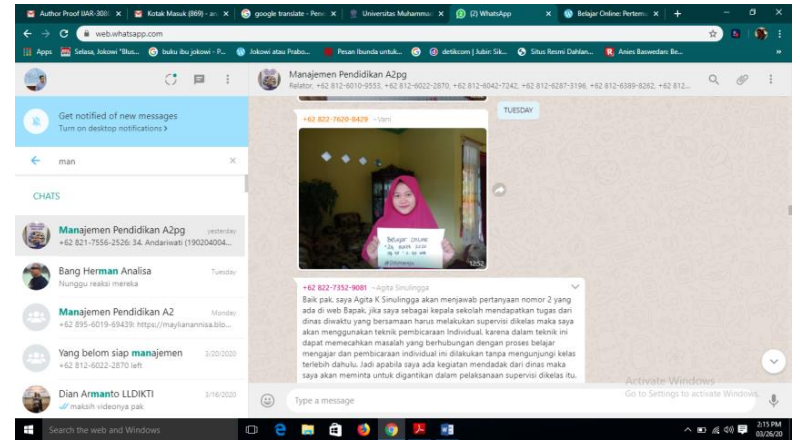 Author Proof IJAR-308
Kotak Masuk (869) - an
google translate - Pene
Universitas Muhammad
(2) WhatsApp
Belajar Online: Pertem
web.whatsapp.com
Apps
Selasa, Jokowi "Blus...
buku ibu jokowi - P...
Jokowi atau Prabo...
Pesan Ibunda untuk...
detikcom | Jubir: Sik...
Situs Resmi Dahlan...
Anies Baswedan: Be...
Get notified of new messages
Turn on desktop notifications >
man
CHATS
Manajemen Pendidikan A2pg
yesterday
+62 821-7556-2526: 34. Andariwati (190204004...
Bang Herman Analisa
Tuesday
Nunggu reaksi mereka
Manajemen Pendidikan A2
Monday
+62 895-6019-69439: https://maylianannisa.blo...
Yang belom siap manajemen
3/20/2020
+62 812-6022-2870 left
Dian Armanto LLDIKTI
3/16/2020
maksih videonya pak
Manajemen Pendidikan A2pg
Relator, +62 812-6010-9553, +62 812-6022-2870, +62 812-6042-7242, +62 812-6287-3196, +62 812-6389-8262, +62 812...
TUESDAY
+62 822-7620-8429 ~Vani
Belajar Online
12:52
+62 822-7352-9081 ~Agita Sinulingga
Baik pak, saya Agita K Sinulingga akan menjawab pertanyaan nomor 2 yang
ada di web Bapak, jika saya sebagai kepala sekolah mendapatkan tugas dari
dinas diwaktu yang bersamaan harus melakukan supervisi dikelas maka saya
akan menggunakan teknik pembicaraan Individual, karena dalam teknik ini
dapat memecahkan masalah yang berhubungan dengan proses belajar
mengajar dan pembicaraan individual ini dilakukan tanpa mengunjungi kelas
terlebih dahulu. Jadi apabila saya ada kegiatan mendadak dari dinas maka
saya akan meminta untuk digantikan dalam pelaksanaan supervisi dikelas itu.
Type a message
Activate Windows
Go to Settings to activate Windows.
Search the web and Windows
2:15 PM
03/26/20